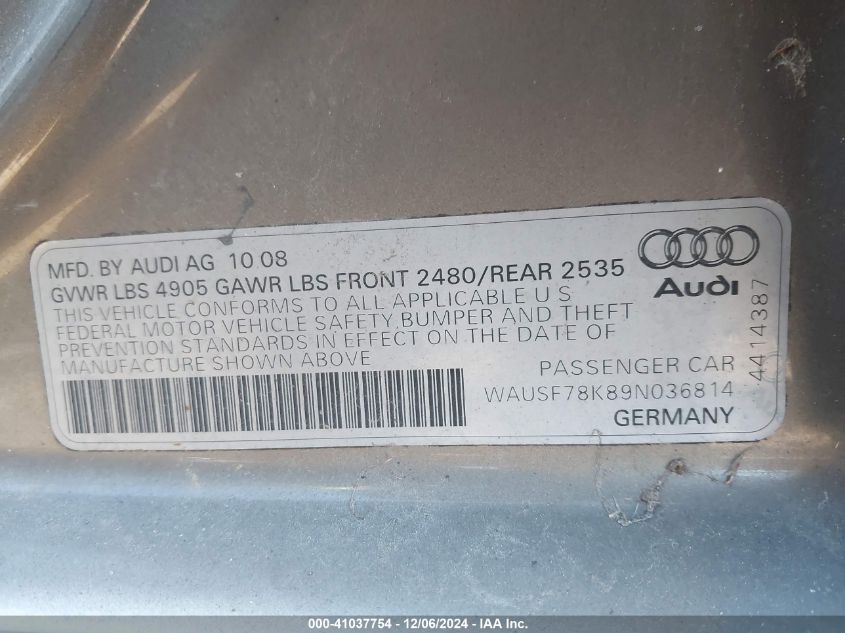 MFD. BY AUDI AG 10 08
GVWR LBS 4905 GAWR LBS FRONT 2480/REAR 2535
THIS VEHICLE CONFORMS TO ALL APPLICABLE U S
FEDERAL MOTOR VEHICLE SAFETY, BUMPER AND THEFT
PREVENTION STANDARDS IN EFFECT ON THE DATE OF
MANUFACTURE SHOWN ABOVE
Audi
PASSENGER CAR
WAUSF78K89N036814
GERMANY
4414387
000-41037754 - 12/06/2024 - IAA Inc.